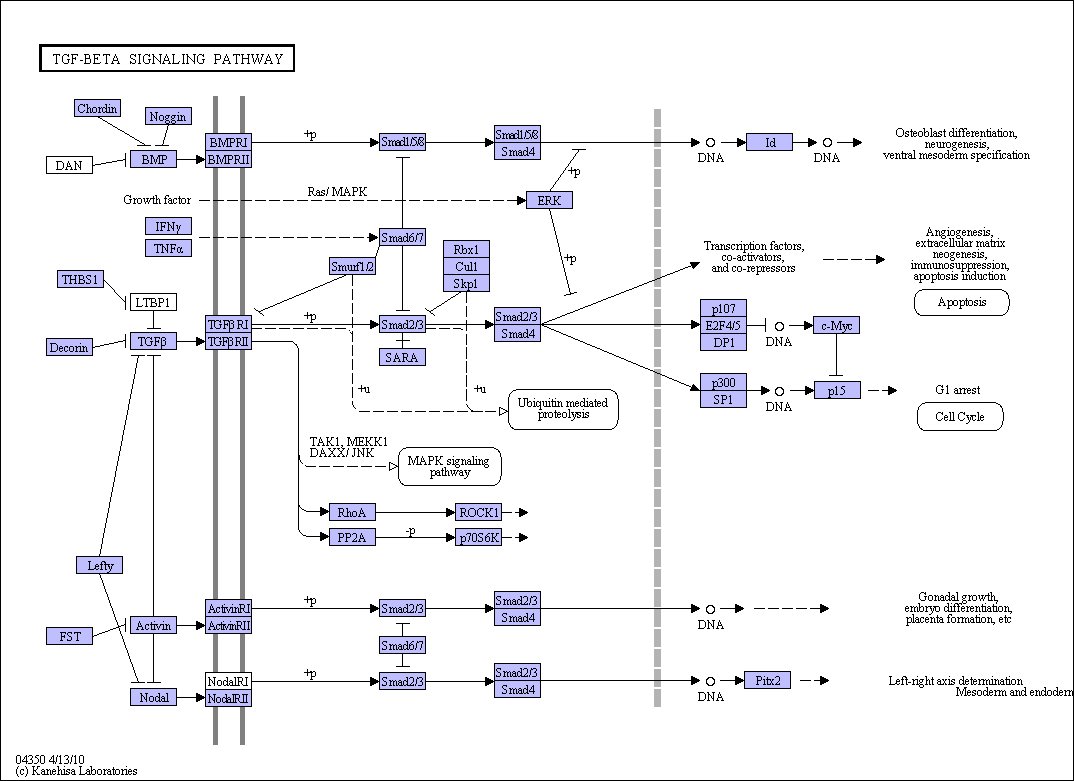 TGF-BETA SIGNALING PATHWAY
Chordin
Noggin
DAN
BMP
BMPRI
BMPRII
+p
Smad1/5/8
Smad1/5/8
Smad4
DNA
Id
DNA
Osteoblast differentiation,
neurogenesis,
ventral mesoderm specification
Growth factor
Ras/ MAPK
ERK
+p
+p
IFNγ
TNFα
Smad6/7
Rbx1
Cul1
Skp1
Smurf1/2
Transcription factors,
co-activators,
and co-repressors
Angiogenesis,
extracellular matrix
neogenesis,
immunosuppression,
apoptosis induction
Apoptosis
THBS1
LTBP1
Decorin
TGFβ
TGFβ RI
TGFβ RII
+p
Smad2/3
SARA
Smad2/3
Smad4
p107
E2F4/5
DP1
DNA
c-Myc
p300
SP1
DNA
p15
G1 arrest
Cell Cycle
+u
+u
Ubiquitin mediated
proteolysis
TAK1, MEKK1
DAXX/ JNK
MAPK signaling
pathway
RhoA
ROCK1
PP2A
-p
p70S6K
Lefty
FST
Activin
ActivinRI
ActivinRII
+p
Smad2/3
Smad2/3
Smad4
DNA
Gonadal growth,
embryo differentiation,
placenta formation, etc
Smad6/7
Nodal
NodalRI
NodalRII
+p
Smad2/3
Smad2/3
Smad4
DNA
Pitx2
Left-right axis determination
Mesoderm and endoderm
04350 4/13/10
(c) Kanehisa Laboratories